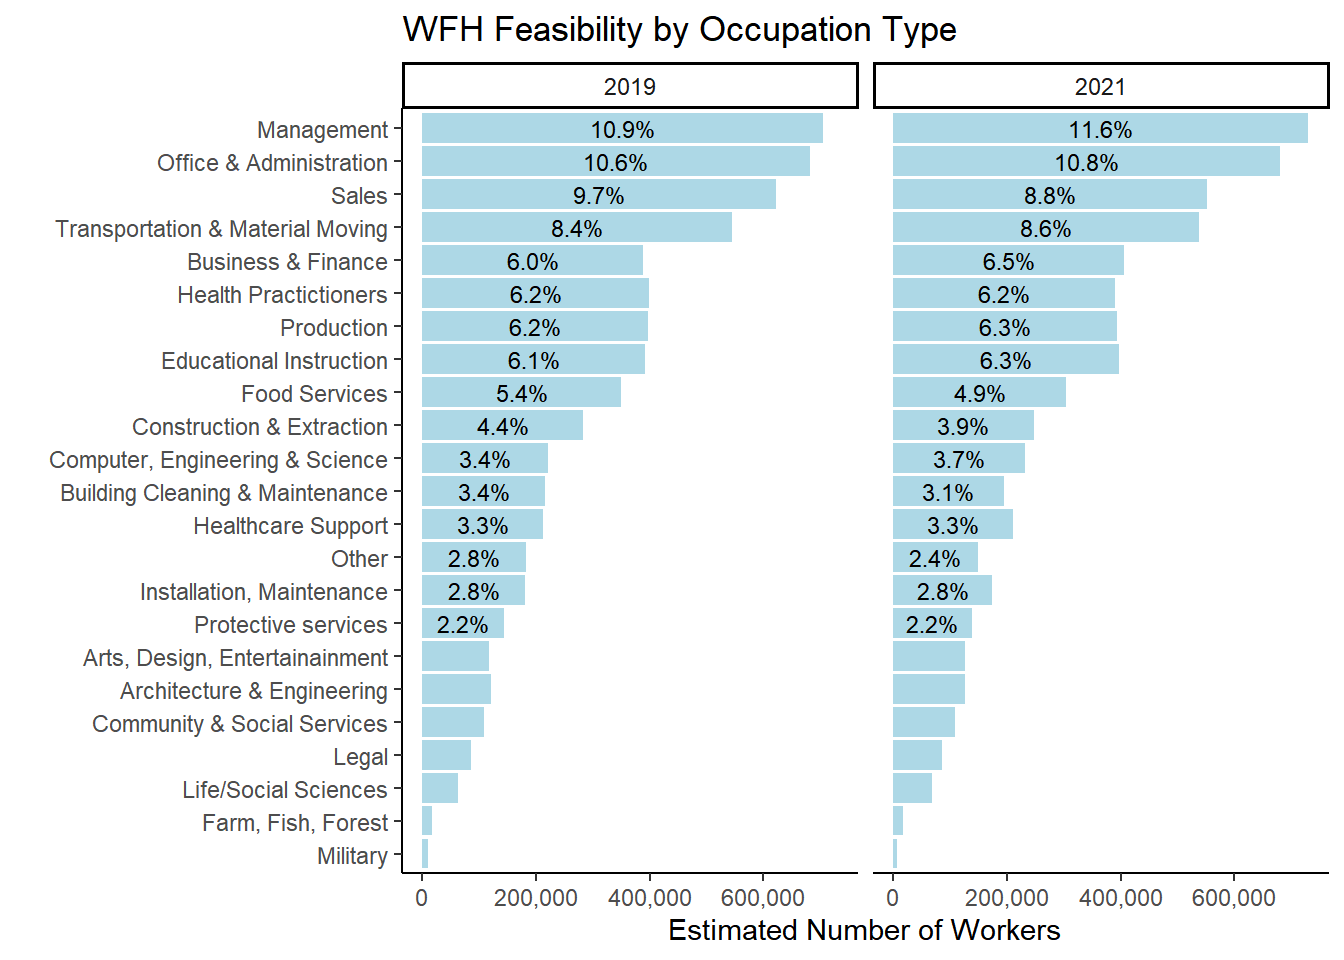 WFH Feasibility by Occupation Type
2019 2021
Management 10.9% 11.6%
Office & Administration 10.6% 10.8%
Sales 9.7% 8.8%
Transportation & Material Moving 8.4% 8.6%
Business & Finance 6.0% 6.5%
Health Practictioners 6.2% 6.2%
Production 6.2% 6.3%
Educational Instruction 6.1% 6.3%
Food Services 5.4% 4.9%
Construction & Extraction 4.4% 3.9%
Computer, Engineering & Science 3.4% 3.7%
Building Cleaning & Maintenance 3.4% 3.1%
Healthcare Support 3.3% 3.3%
Other 2.8% 2.4%
Installation, Maintenance 2.8% 2.8%
Protective services 2.2% 2.2%
Arts, Design, Entertainainment
Architecture & Engineering
Community & Social Services
Legal
Life/Social Sciences
Farm, Fish, Forest
Military
0 200,000 400,000 600,000 0 200,000 400,000 600,000
Estimated Number of Workers